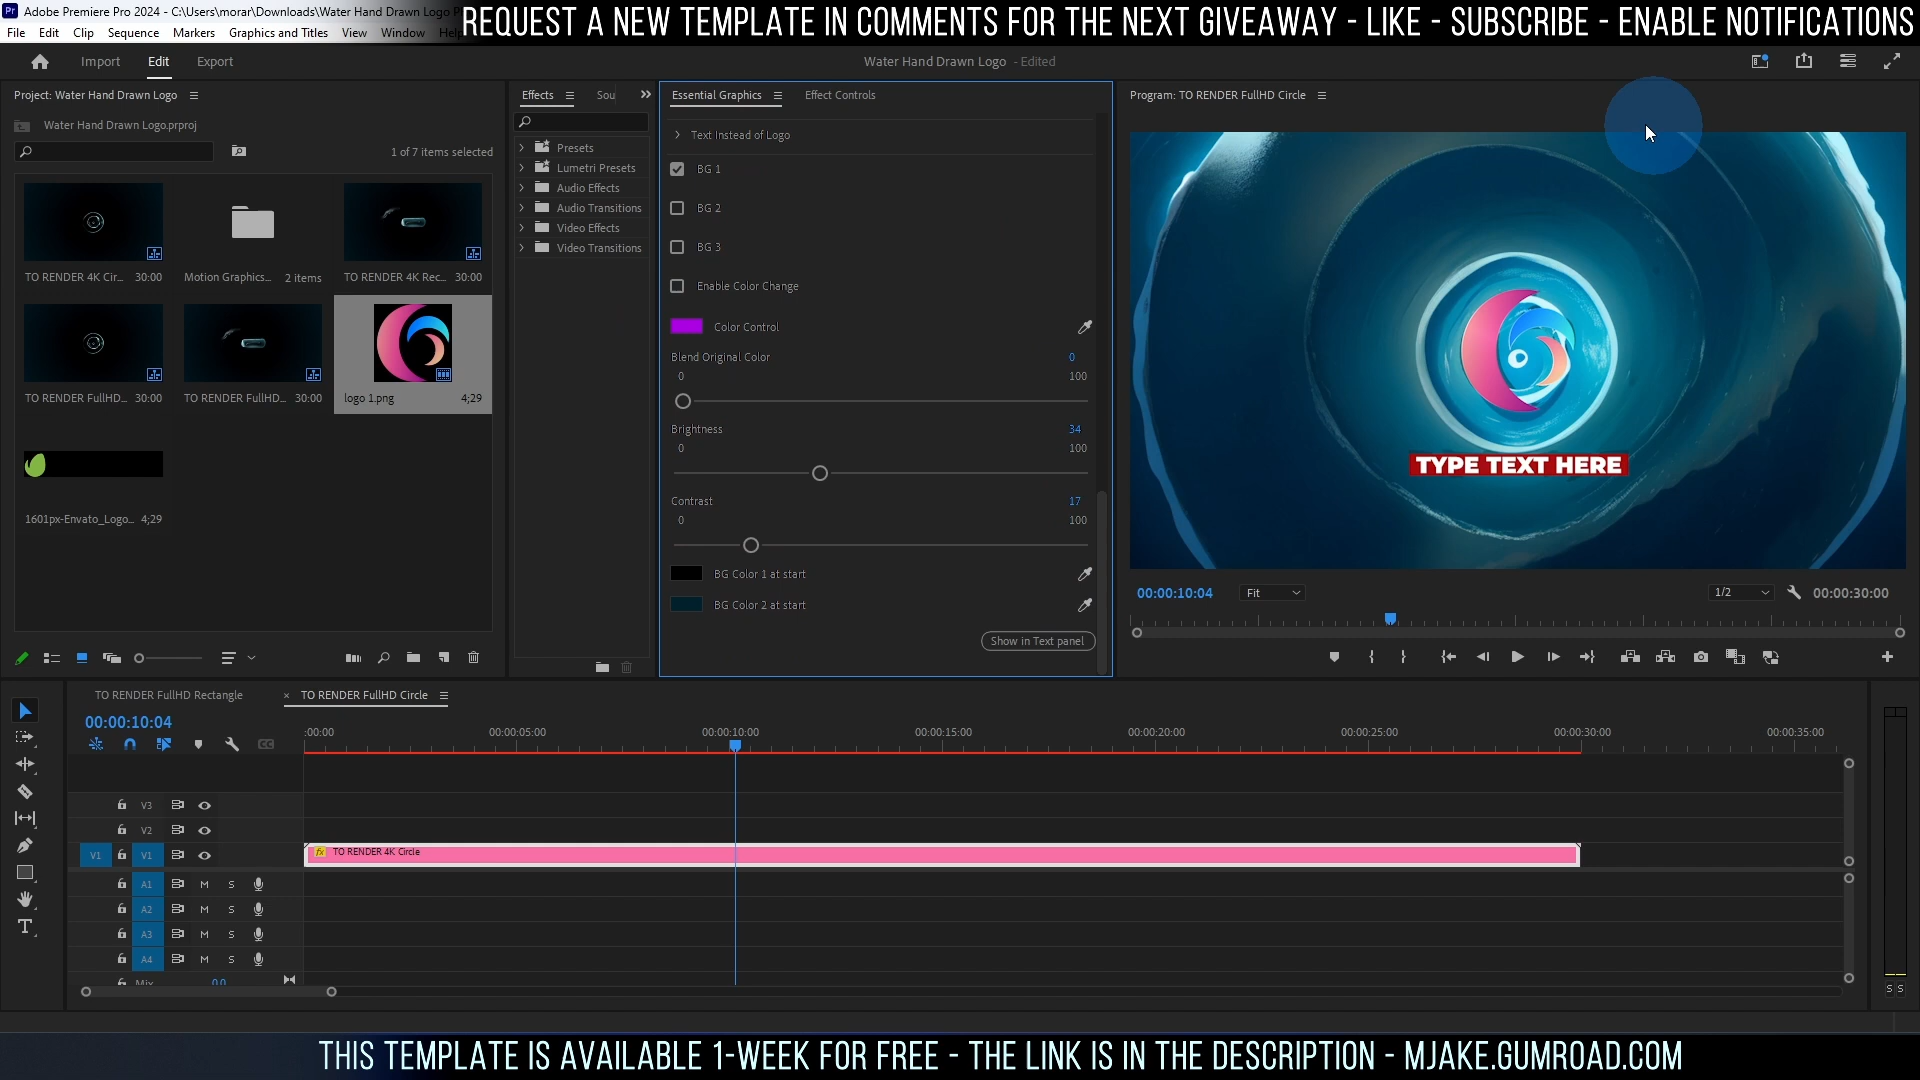 Adobe Premiere Pro 2024 - C:\Users\morar\Downloads\Water Hand Drawn Logo
REQUEST A NEW TEMPLATE IN COMMENTS FOR THE NEXT GIVEAWAY - LIKE - SUBSCRIBE - ENABLE NOTIFICATIONS
File Edit Clip Sequence Markers Graphics and Titles View Window Help
Import Edit Export
Water Hand Drawn Logo - Edited
Project: Water Hand Drawn Logo
Water Hand Drawn Logo.prproj
1 of 7 items selected
TO RENDER 4K Cir... 30:00
Motion Graphics... 2 items
TO RENDER 4K Rec... 30:00
TO RENDER FullHD... 30:00
TO RENDER FullHD... 30:00
logo 1.png 4;29
1601px-Envato_Logo... 4;29
Effects Sou
Presets
Lumetri Presets
Audio Effects
Audio Transitions
Video Effects
Video Transitions
Essential Graphics Effect Controls
Text Instead of Logo
BG 1
BG 2
BG 3
Enable Color Change
Color Control
Blend Original Color 0
0 100
Brightness 34
0 100
Contrast 17
0 100
BG Color 1 at start
BG Color 2 at start
Show in Text panel
Program: TO RENDER FullHD Circle
TYPE TEXT HERE
00:00:10:04 Fit 1/2 00:00:30:00
TO RENDER FullHD Rectangle × TO RENDER FullHD Circle
00:00:10:04
:00:00 00:00:05:00 00:00:10:00 00:00:15:00 00:00:20:00 00:00:25:00 00:00:30:00 00:00:35:00
V3
V2
V1 V1
fx TO RENDER 4K Circle
A1 M S
A2 M S
A3 M S
A4 M S
Mix 0.0
S S
THIS TEMPLATE IS AVAILABLE 1-WEEK FOR FREE - THE LINK IS IN THE DESCRIPTION - MJAKE.GUMROAD.COM